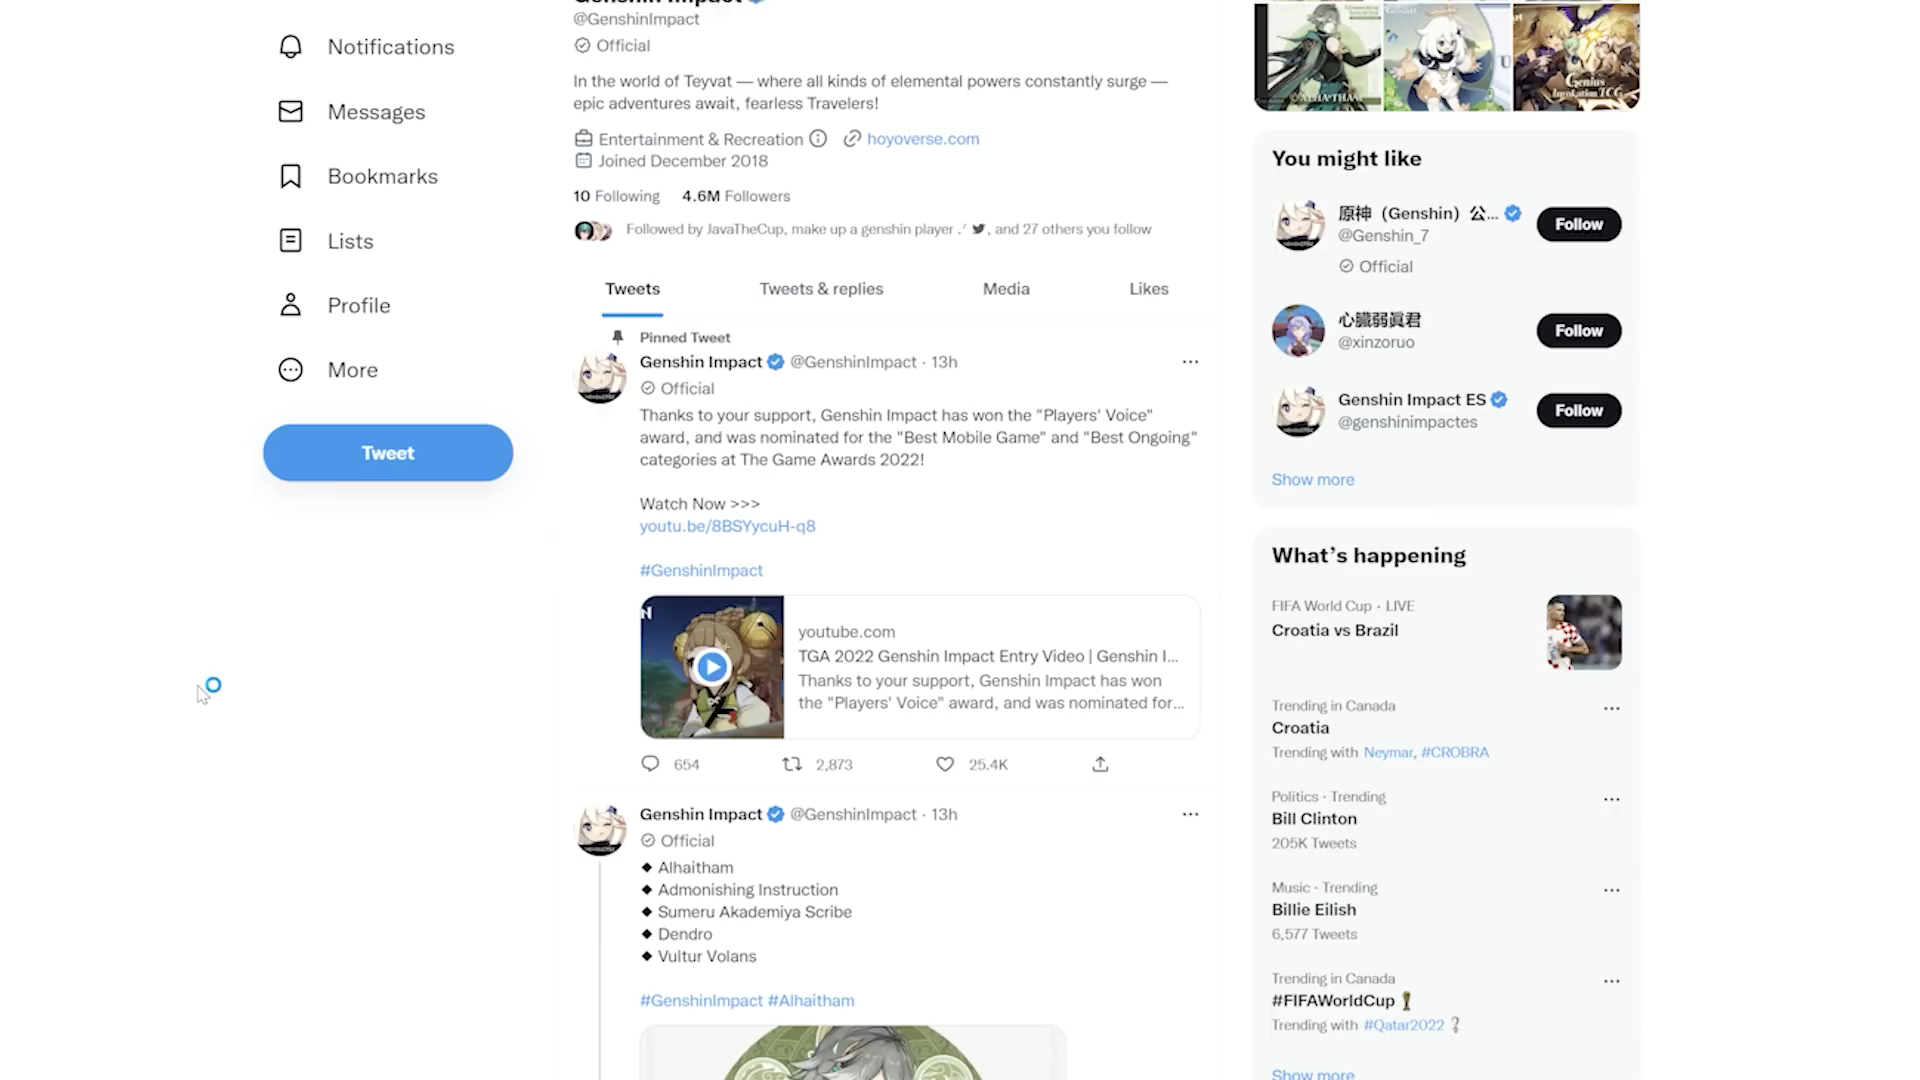 Notifications
Messages
Bookmarks
Lists
Profile
More
Tweet
@GenshinImpact
Official
In the world of Teyvat — where all kinds of elemental powers constantly surge —
epic adventures await, fearless Travelers!
Entertainment & Recreation hoyoverse.com
Joined December 2018
10 Following 4.6M Followers
Followed by JavaTheCup, make up a genshin player .ᐟ , and 27 others you follow
Tweets Tweets & replies Media Likes
Pinned Tweet
Genshin Impact @GenshinImpact · 13h
Official
Thanks to your support, Genshin Impact has won the "Players' Voice"
award, and was nominated for the "Best Mobile Game" and "Best Ongoing"
categories at The Game Awards 2022!
Watch Now >>>
youtu.be/8BSYycuH-q8
#GenshinImpact
youtube.com
TGA 2022 Genshin Impact Entry Video | Genshin I...
Thanks to your support, Genshin Impact has won
the "Players' Voice" award, and was nominated for...
654 2,873 25.4K
Genshin Impact @GenshinImpact · 13h
Official
◆ Alhaitham
◆ Admonishing Instruction
◆ Sumeru Akademiya Scribe
◆ Dendro
◆ Vultur Volans
#GenshinImpact #Alhaitham
ALHAITHAM
Genius
Invokation TCG
You might like
原神（Genshin）公...
@Genshin_7
Official
Follow
心臓弱眞君
@xinzoruo
Follow
Genshin Impact ES
@genshinimpactes
Follow
Show more
What's happening
FIFA World Cup · LIVE
Croatia vs Brazil
Trending in Canada
Croatia
Trending with Neymar, #CROBRA
Politics · Trending
Bill Clinton
205K Tweets
Music · Trending
Billie Eilish
6,577 Tweets
Trending in Canada
#FIFAWorldCup
Trending with #Qatar2022
Show more